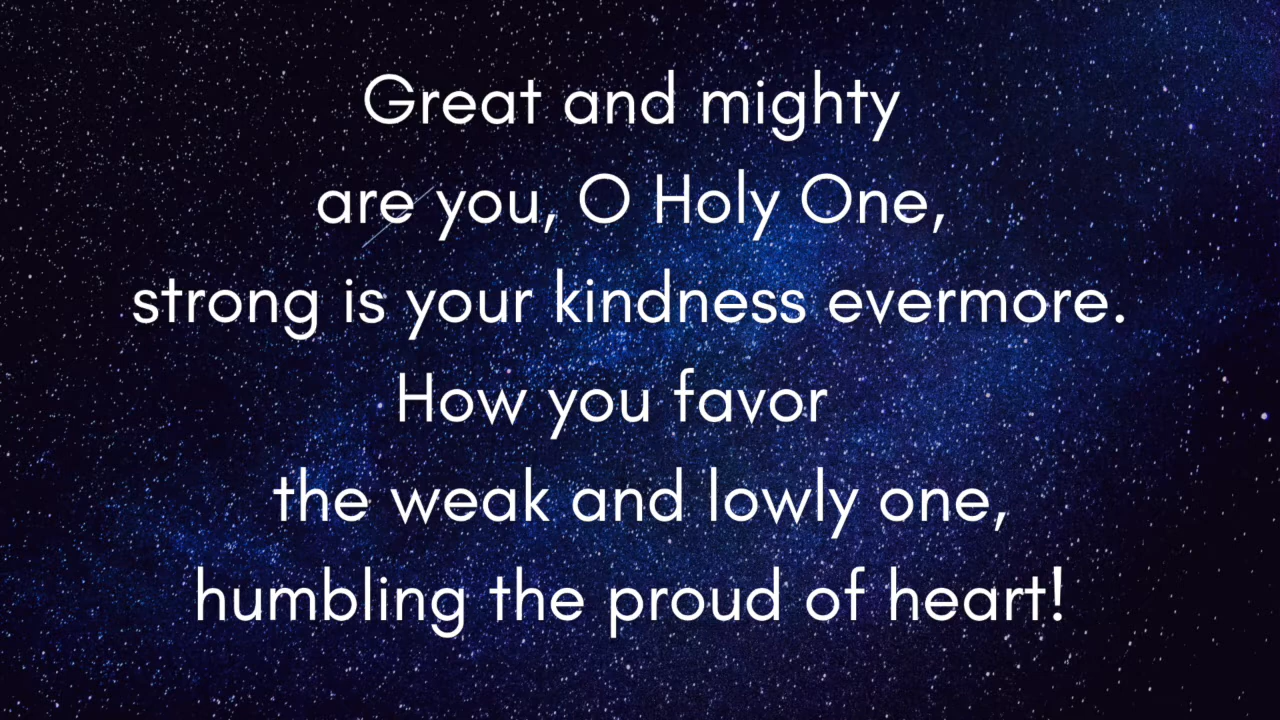 Great and mighty
are you, O Holy One,
strong is your kindness evermore.
How you favor
the weak and lowly one,
humbling the proud of heart!